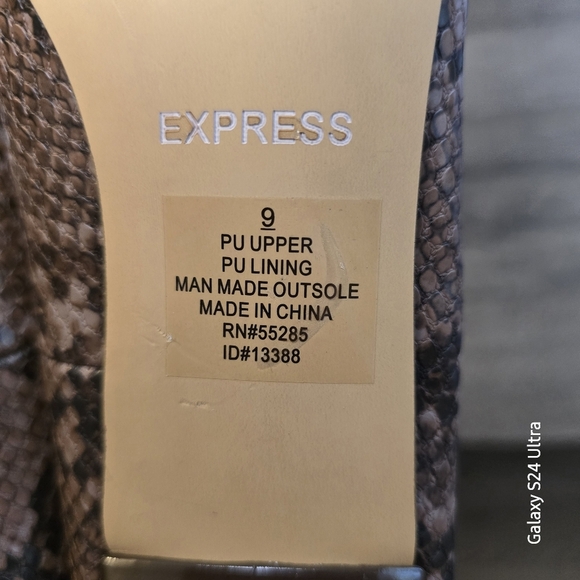 EXPRESS
9
PU UPPER
PU LINING
MAN MADE OUTSOLE
MADE IN CHINA
RN#55285
ID#13388
Galaxy S24 Ultra